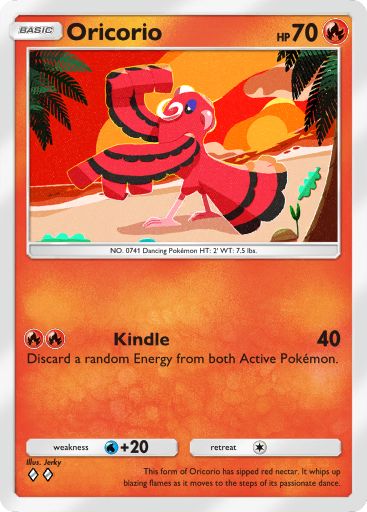 BASIC Oricorio HP 70
NO. 0741 Dancing Pokémon HT: 2' WT: 7.5 lbs.
Kindle 40
Discard a random Energy from both Active Pokémon.
weakness +20 retreat
Illus. Jerky
This form of Oricorio has sipped red nectar. It whips up
blazing flames as it moves to the steps of its passionate dance.